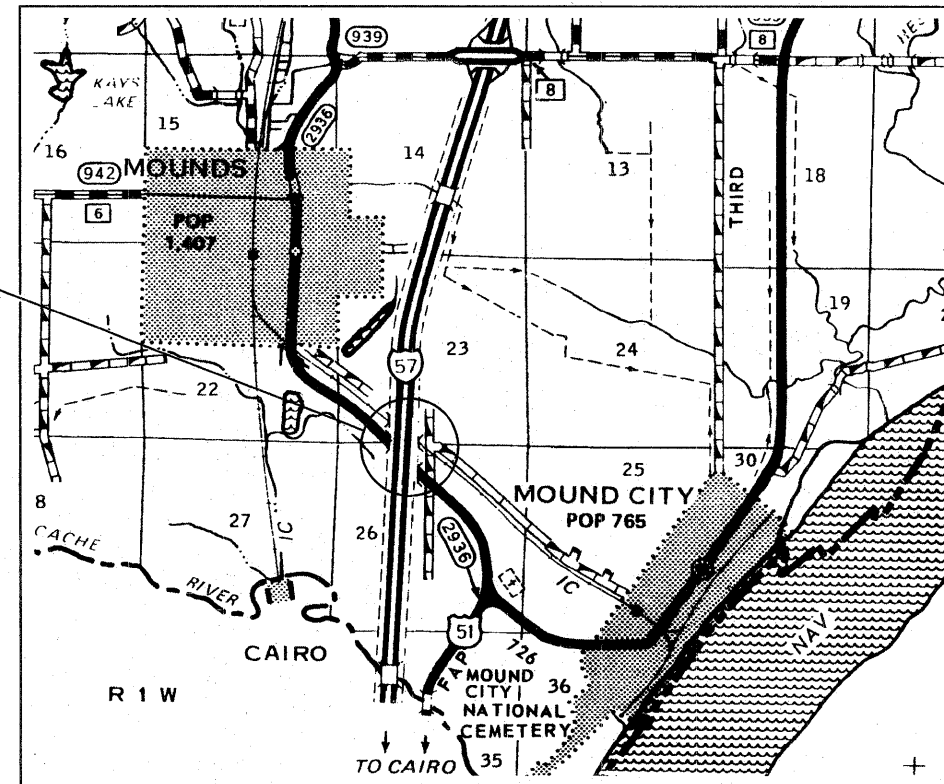 939
8
KAYS
LAKE
2936
15
16
14
13
18
942
MOUNDS
6
POP
1,407
THIRD
19
57
23
24
22
25
30
MOUND CITY
POP 765
8
27
26
IC
CACHE
RIVER
2936
IC
51
CAIRO
FAP
726
NAV
R 1 W
MOUND
CITY
NATIONAL
CEMETERY
36
35
TO CAIRO